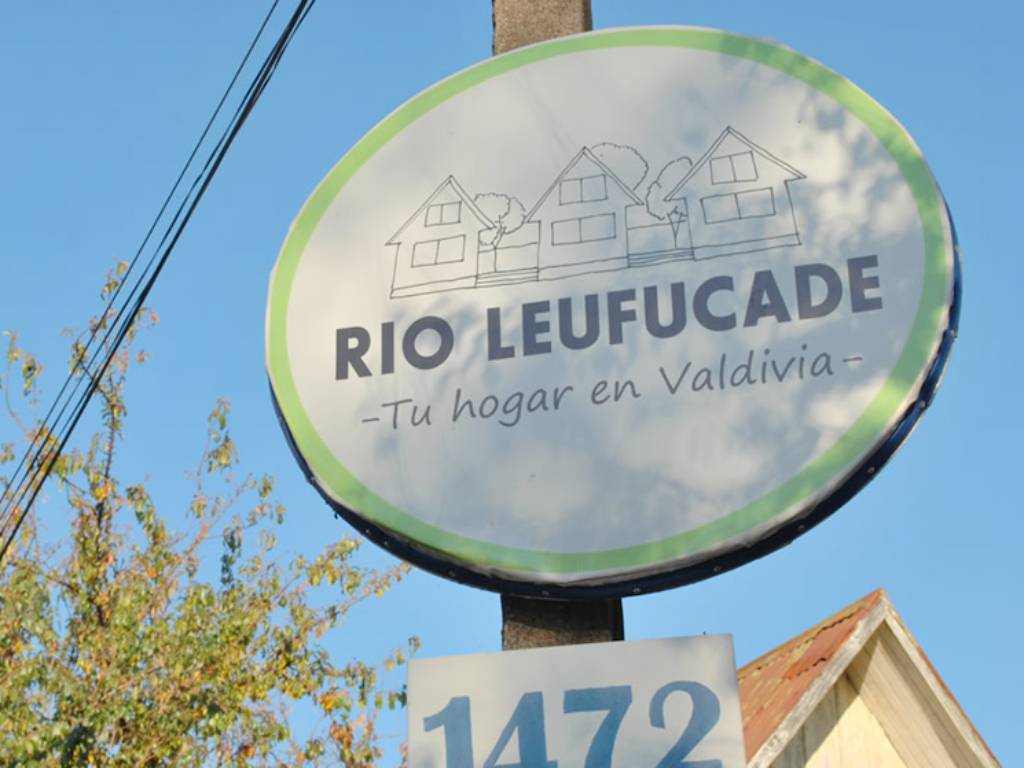 RIO LEUFUCADE
-Tu hogar en Valdivia-
1472